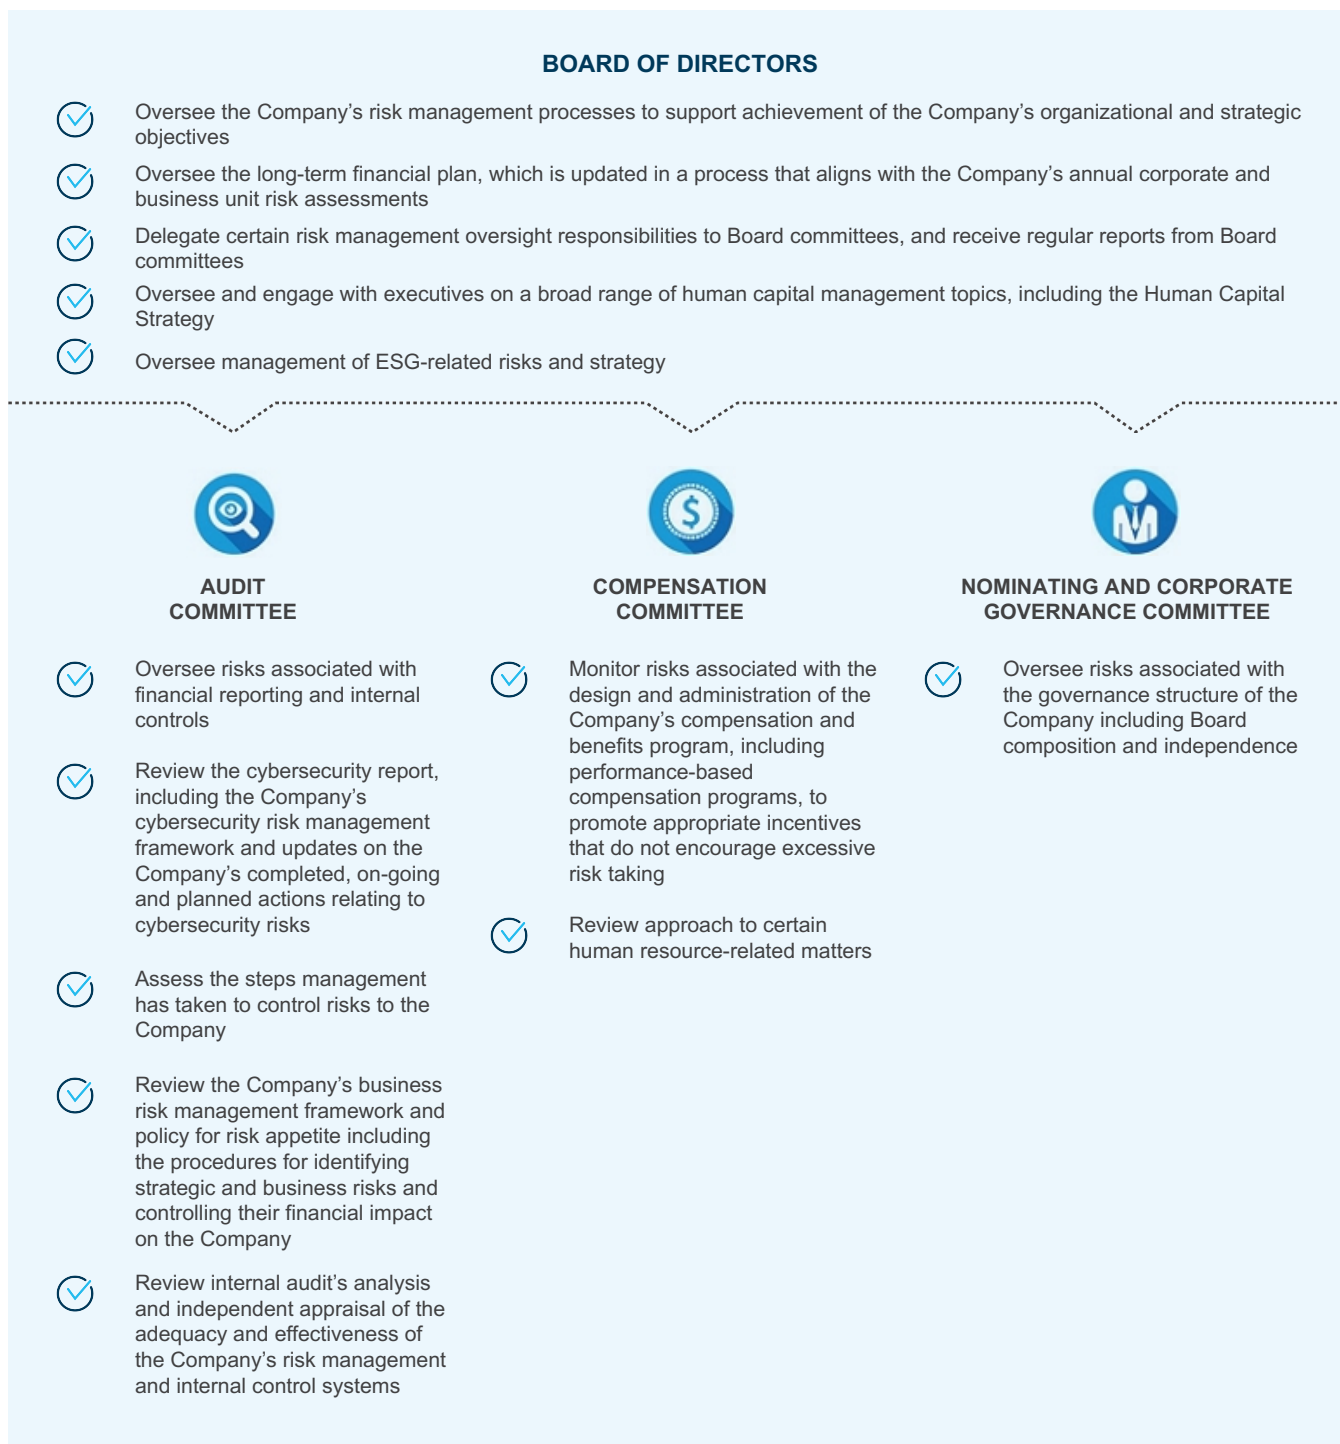 BOARD OF DIRECTORS
Oversee the Company’s risk management processes to support achievement of the Company’s organizational and strategic
objectives
Oversee the long-term financial plan, which is updated in a process that aligns with the Company’s annual corporate and
business unit risk assessments
Delegate certain risk management oversight responsibilities to Board committees, and receive regular reports from Board
committees
Oversee and engage with executives on a broad range of human capital management topics, including the Human Capital
Strategy
Oversee management of ESG-related risks and strategy
AUDIT
COMMITTEE
Oversee risks associated with
financial reporting and internal
controls
Review the cybersecurity report,
including the Company’s
cybersecurity risk management
framework and updates on the
Company’s completed, on-going
and planned actions relating to
cybersecurity risks
Assess the steps management
has taken to control risks to the
Company
Review the Company’s business
risk management framework and
policy for risk appetite including
the procedures for identifying
strategic and business risks and
controlling their financial impact
on the Company
Review internal audit’s analysis
and independent appraisal of the
adequacy and effectiveness of
the Company’s risk management
and internal control systems
COMPENSATION
COMMITTEE
Monitor risks associated with the
design and administration of the
Company’s compensation and
benefits program, including
performance-based
compensation programs, to
promote appropriate incentives
that do not encourage excessive
risk taking
Review approach to certain
human resource-related matters
NOMINATING AND CORPORATE
GOVERNANCE COMMITTEE
Oversee risks associated with
the governance structure of the
Company including Board
composition and independence